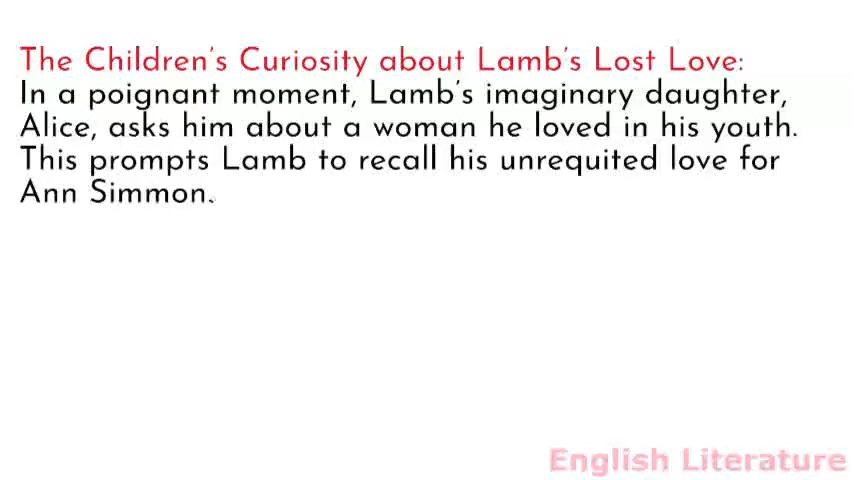 The Children's Curiosity about Lamb's Lost Love:
In a poignant moment, Lamb's imaginary daughter,
Alice, asks him about a woman he loved in his youth.
This prompts Lamb to recall his unrequited love for
Ann Simmon.
English Literature